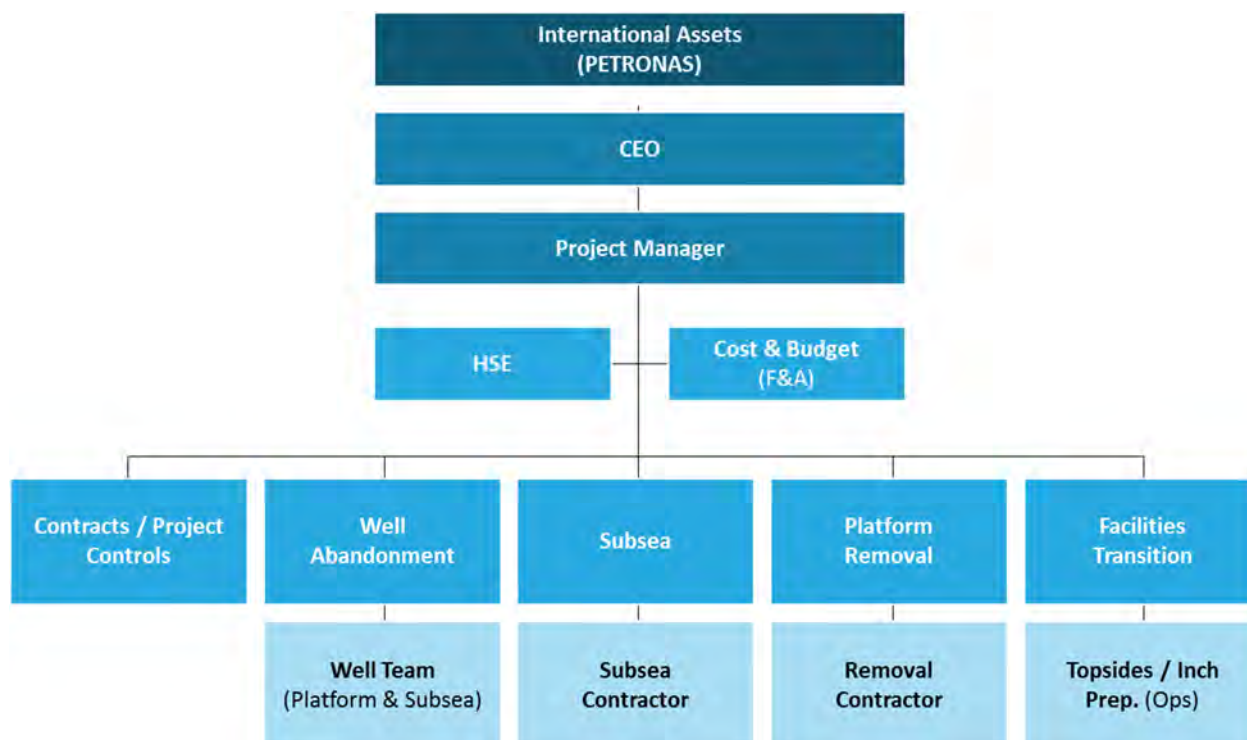 International Assets
(PETRONAS)
CEO
Project Manager
HSE
Cost & Budget
(F&A)
Contracts / Project
Controls
Well
Abandonment
Subsea
Platform
Removal
Facilities
Transition
Well Team
(Platform & Subsea)
Subsea
Contractor
Removal
Contractor
Topsides / Inch
Prep. (Ops)